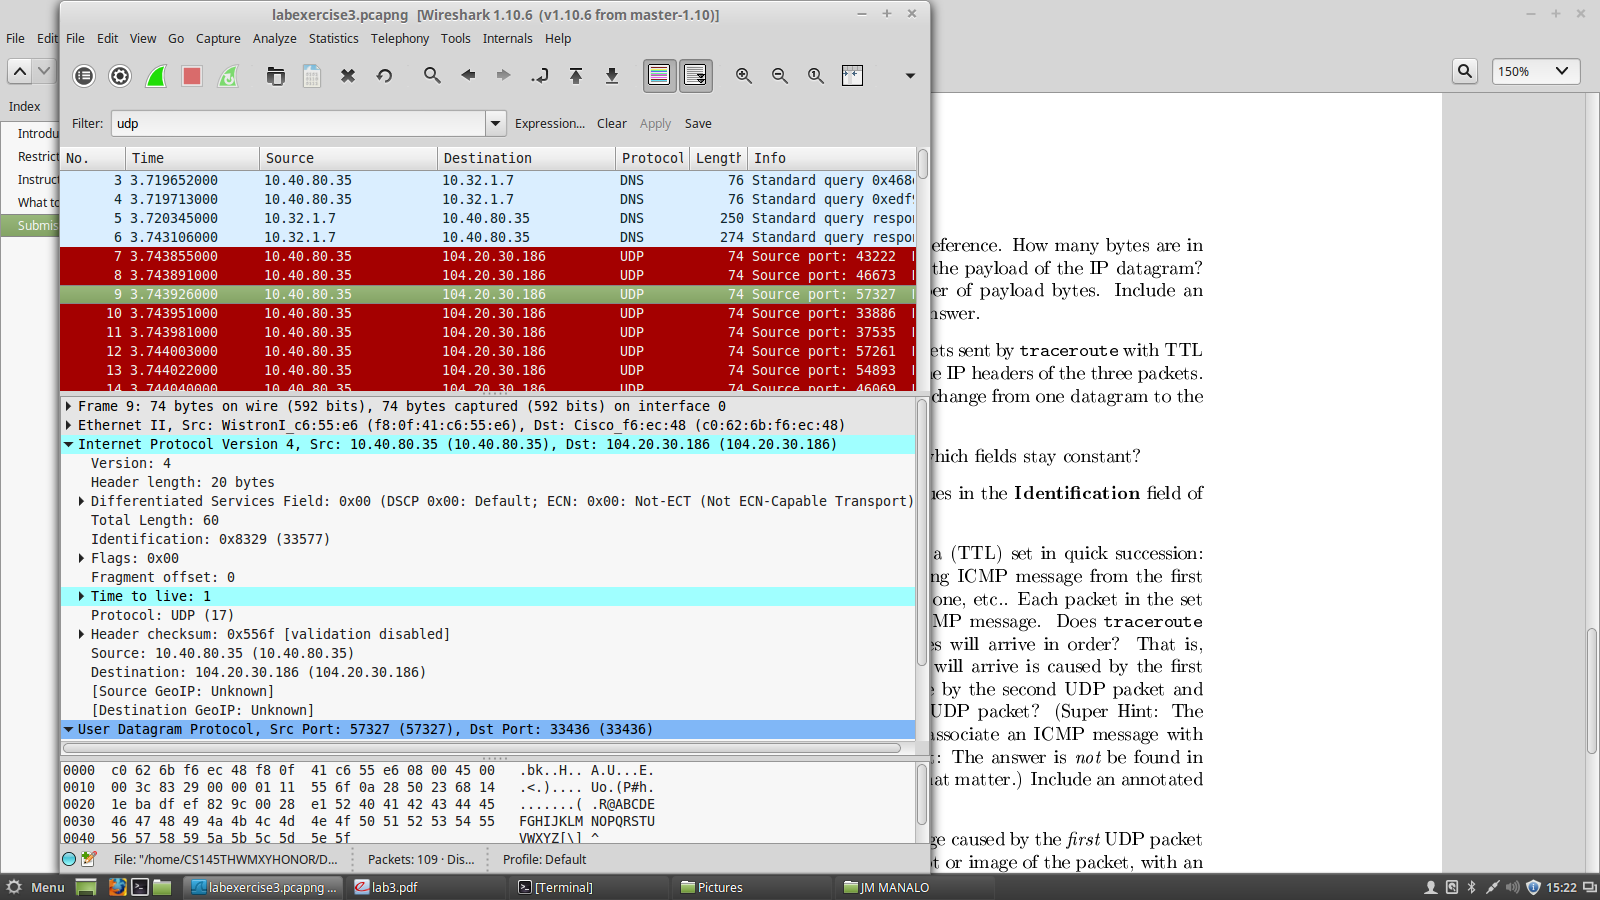 labexercise3.pcapng [Wireshark 1.10.6 (v1.10.6 from master-1.10)]
File Edit
File Edit View Go Capture Analyze Statistics Telephony Tools Internals Help
150%
Index
Introdu
Restrict
Instruct
What to
Submis
Filter: udp Expression... Clear Apply Save
No. Time Source Destination Protocol Length Info
3 3.719652000 10.40.80.35 10.32.1.7 DNS 76 Standard query 0x468
4 3.719713000 10.40.80.35 10.32.1.7 DNS 76 Standard query 0xedf
5 3.720345000 10.32.1.7 10.40.80.35 DNS 250 Standard query respo
6 3.743106000 10.32.1.7 10.40.80.35 DNS 274 Standard query respo
7 3.743855000 10.40.80.35 104.20.30.186 UDP 74 Source port: 43222
8 3.743891000 10.40.80.35 104.20.30.186 UDP 74 Source port: 46673
9 3.743926000 10.40.80.35 104.20.30.186 UDP 74 Source port: 57327
10 3.743951000 10.40.80.35 104.20.30.186 UDP 74 Source port: 33886
11 3.743981000 10.40.80.35 104.20.30.186 UDP 74 Source port: 37535
12 3.744003000 10.40.80.35 104.20.30.186 UDP 74 Source port: 57261
13 3.744022000 10.40.80.35 104.20.30.186 UDP 74 Source port: 54893
14 3.744040000 10.40.80.35 104.20.30.186 UDP 74 Source port: 46069
Frame 9: 74 bytes on wire (592 bits), 74 bytes captured (592 bits) on interface 0
Ethernet II, Src: WistronI_c6:55:e6 (f8:0f:41:c6:55:e6), Dst: Cisco_f6:ec:48 (c0:62:6b:f6:ec:48)
Internet Protocol Version 4, Src: 10.40.80.35 (10.40.80.35), Dst: 104.20.30.186 (104.20.30.186)
Version: 4
Header length: 20 bytes
Differentiated Services Field: 0x00 (DSCP 0x00: Default; ECN: 0x00: Not-ECT (Not ECN-Capable Transport)
Total Length: 60
Identification: 0x8329 (33577)
Flags: 0x00
Fragment offset: 0
Time to live: 1
Protocol: UDP (17)
Header checksum: 0x556f [validation disabled]
Source: 10.40.80.35 (10.40.80.35)
Destination: 104.20.30.186 (104.20.30.186)
[Source GeoIP: Unknown]
[Destination GeoIP: Unknown]
User Datagram Protocol, Src Port: 57327 (57327), Dst Port: 33436 (33436)
0000 c0 62 6b f6 ec 48 f8 0f 41 c6 55 e6 08 00 45 00 .bk..H.. A.U...E.
0010 00 3c 83 29 00 00 01 11 55 6f 0a 28 50 23 68 14 .<.).... Uo.(P#h.
0020 1e ba df ef 82 9c 00 28 e1 52 40 41 42 43 44 45 .......( .R@ABCDE
0030 46 47 48 49 4a 4b 4c 4d 4e 4f 50 51 52 53 54 55 FGHIJKLM NOPQRSTU
0040 56 57 58 59 5a 5b 5c 5d 5e 5f VWXYZ[\] ^
File: "/home/CS145THWMXYHONOR/D... Packets: 109 · Dis... Profile: Default
eference. How many bytes are in
the payload of the IP datagram?
er of payload bytes. Include an
nswer.
ets sent by traceroute with TTL
e IP headers of the three packets.
change from one datagram to the
which fields stay constant?
ues in the Identification field of
a (TTL) set in quick succession:
ng ICMP message from the first
one, etc.. Each packet in the set
MP message. Does traceroute
es will arrive in order? That is,
will arrive is caused by the first
e by the second UDP packet and
UDP packet? (Super Hint: The
associate an ICMP message with
t: The answer is not be found in
hat matter.) Include an annotated
ge caused by the first UDP packet
t or image of the packet, with an
Menu labexercise3.pcapng ... lab3.pdf [Terminal] Pictures JM MANALO 15:22